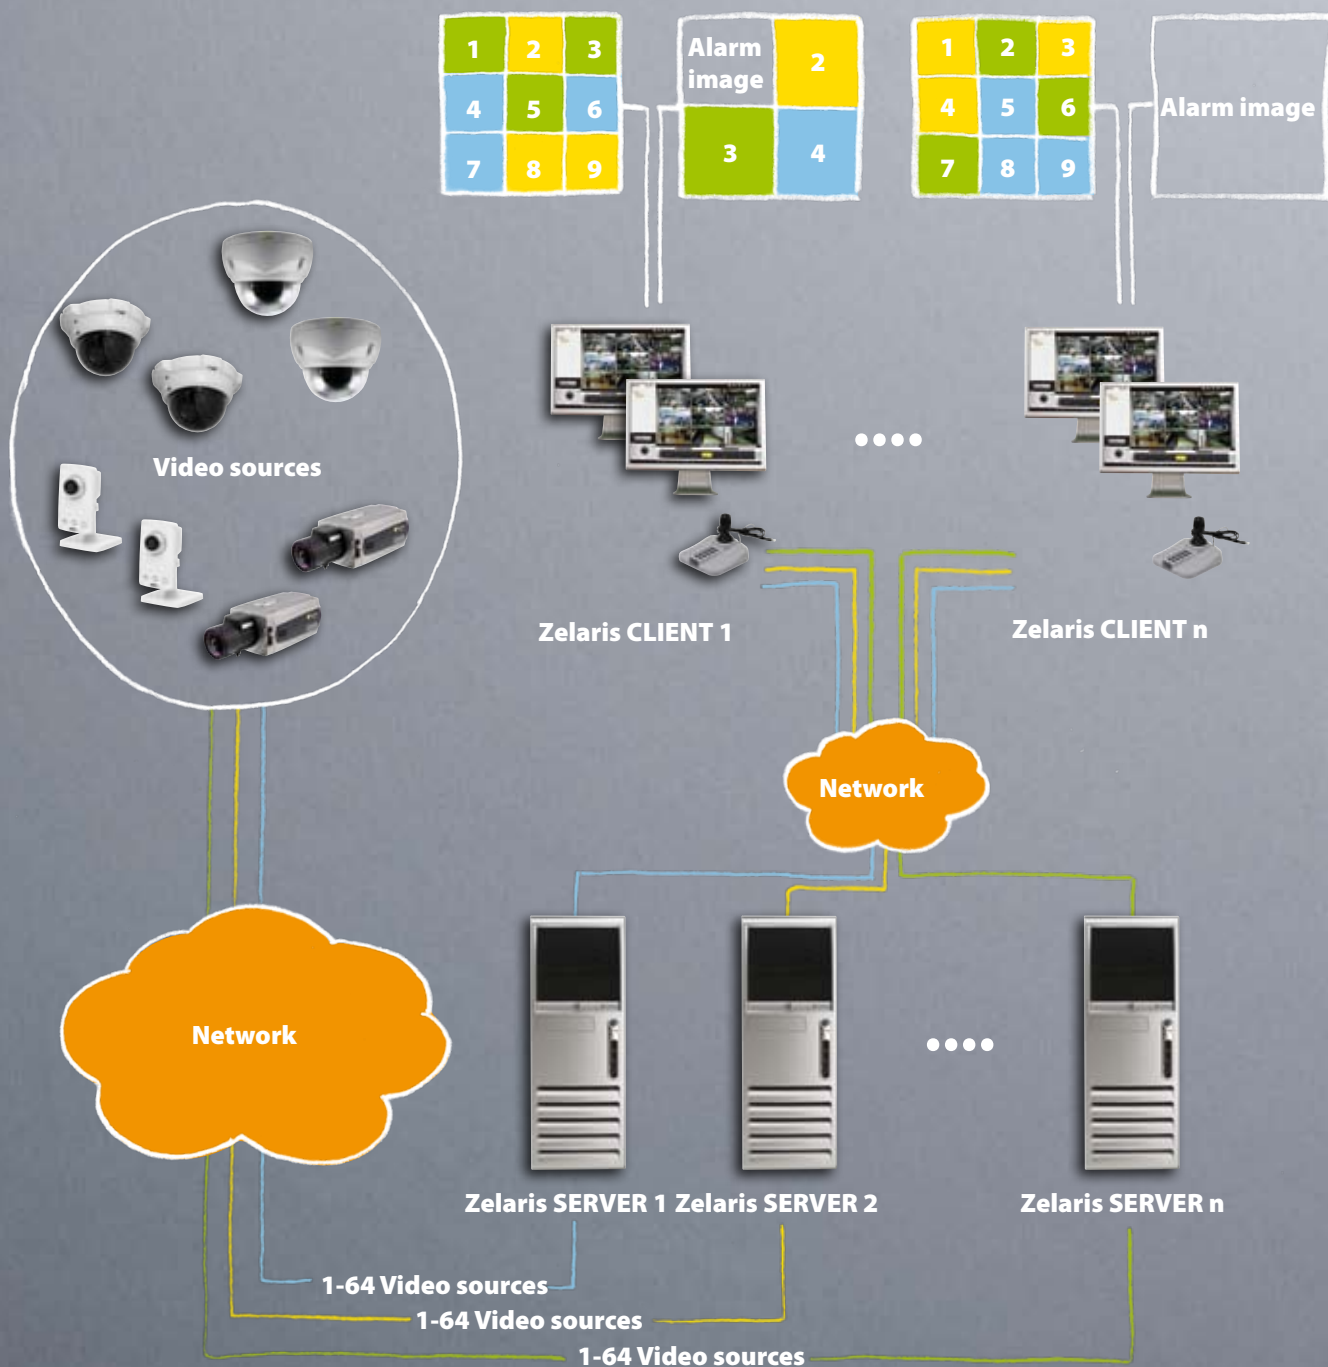 1 2 3
4 5 6
7 8 9
Alarm
image
2
3 4
1 2 3
4 5 6
7 8 9
Alarm image
Video sources
Zelaris CLIENT 1
Zelaris CLIENT n
Network
Network
Zelaris SERVER 1
Zelaris SERVER 2
Zelaris SERVER n
1-64 Video sources
1-64 Video sources
1-64 Video sources